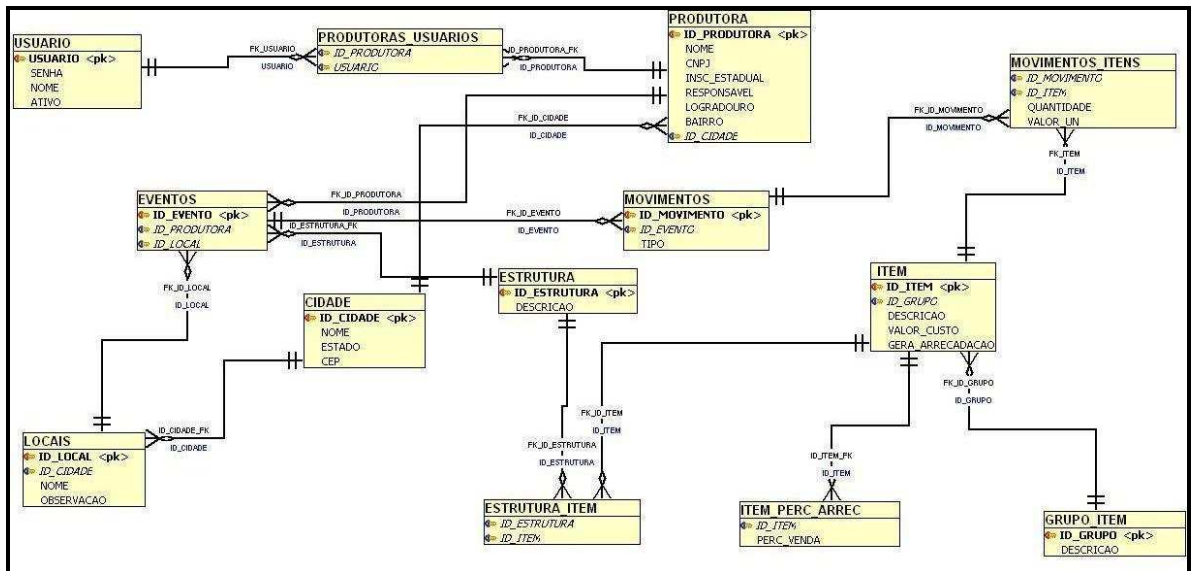 USUARIO
USUARIO <pk>
SENHA
NOME
ATIVO
FK_USUARIO
USUARIO
PRODUTORAS_USUARIOS
ID_PRODUTORA
USUARIO
ID_PRODUTORA_FK
ID_PRODUTORA
PRODUTORA
ID_PRODUTORA <pk>
NOME
CNPJ
INSC_ESTADUAL
RESPONSAVEL
LOGRADOURO
BAIRRO
ID_CIDADE
FK_ID_CIDADE
ID_CIDADE
MOVIMENTOS_ITENS
ID_MOVIMENTO
ID_ITEM
QUANTIDADE
VALOR_UN
FK_ID_MOVIMENTO
ID_MOVIMENTO
FK_ITEM
ID_ITEM
EVENTOS
ID_EVENTO <pk>
ID_PRODUTORA
ID_LOCAL
FK_ID_PRODUTORA
ID_PRODUTORA
ID_ESTRUTURA_FK
ID_ESTRUTURA
FK_ID_EVENTO
ID_EVENTO
MOVIMENTOS
ID_MOVIMENTO <pk>
ID_EVENTO
TIPO
FK_ID_LOCAL
ID_LOCAL
CIDADE
ID_CIDADE <pk>
NOME
ESTADO
CEP
ESTRUTURA
ID_ESTRUTURA <pk>
DESCRICAO
ITEM
ID_ITEM <pk>
ID_GRUPO
DESCRICAO
VALOR_CUSTO
GERA_ARRECADACAO
FK_ID_GRUPO
ID_GRUPO
FK_ID_ITEM
ID_ITEM
FK_ID_ESTRUTURA
ID_ESTRUTURA
ID_ITEM_FK
ID_ITEM
LOCAIS
ID_LOCAL <pk>
ID_CIDADE
NOME
OBSERVACAO
ID_CIDADE_FK
ID_CIDADE
ESTRUTURA_ITEM
ID_ESTRUTURA
ID_ITEM
ITEM_PERC_ARREC
ID_ITEM
PERC_VENDA
GRUPO_ITEM
ID_GRUPO <pk>
DESCRICAO